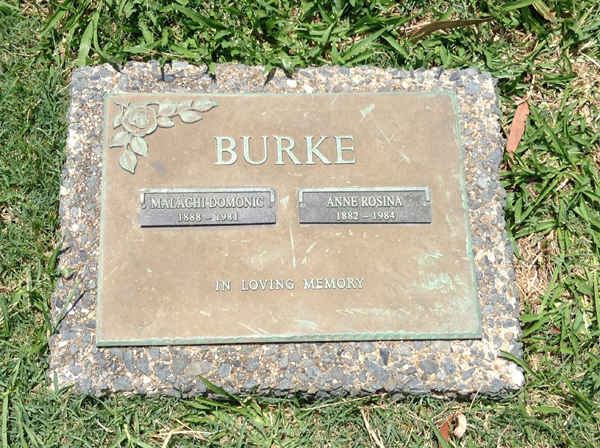 BURKE
MALACHI DOMONIC
1888 – 1981
ANNE ROSINA
1882 – 1984
IN LOVING MEMORY